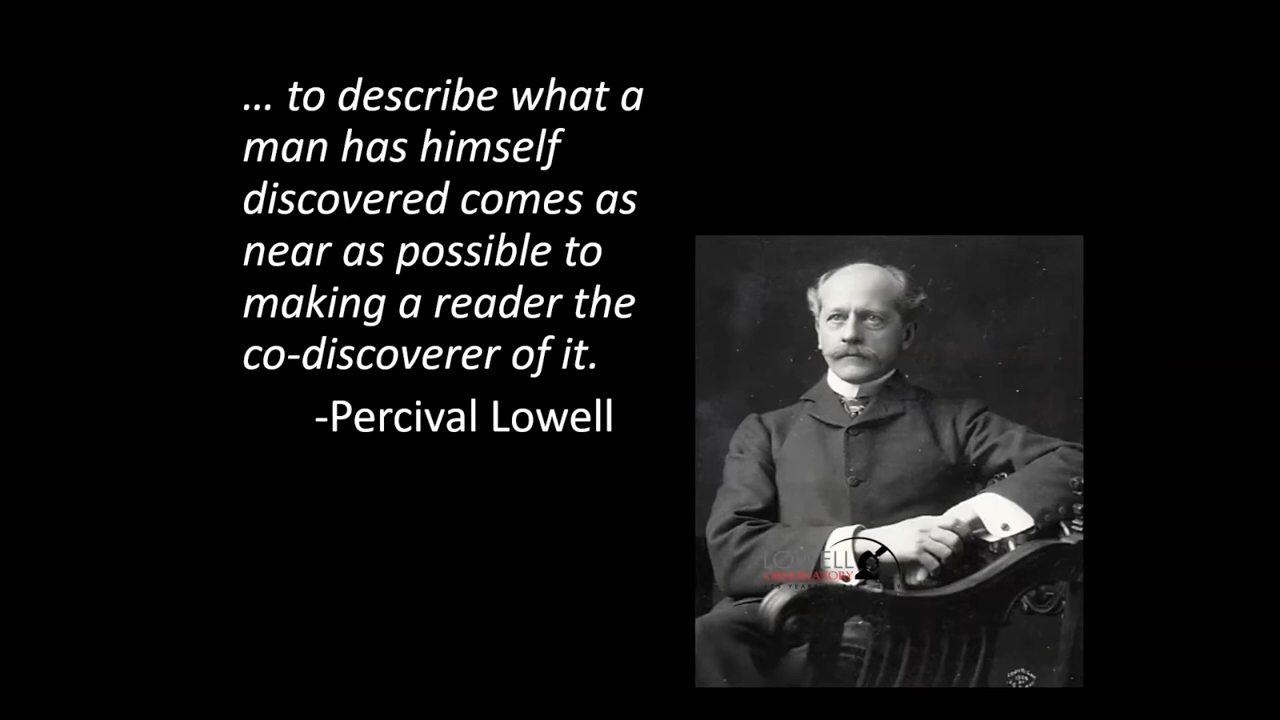 ... to describe what a
man has himself
discovered comes as
near as possible to
making a reader the
co-discoverer of it.
-Percival Lowell
LOWELL
OBSERVATORY